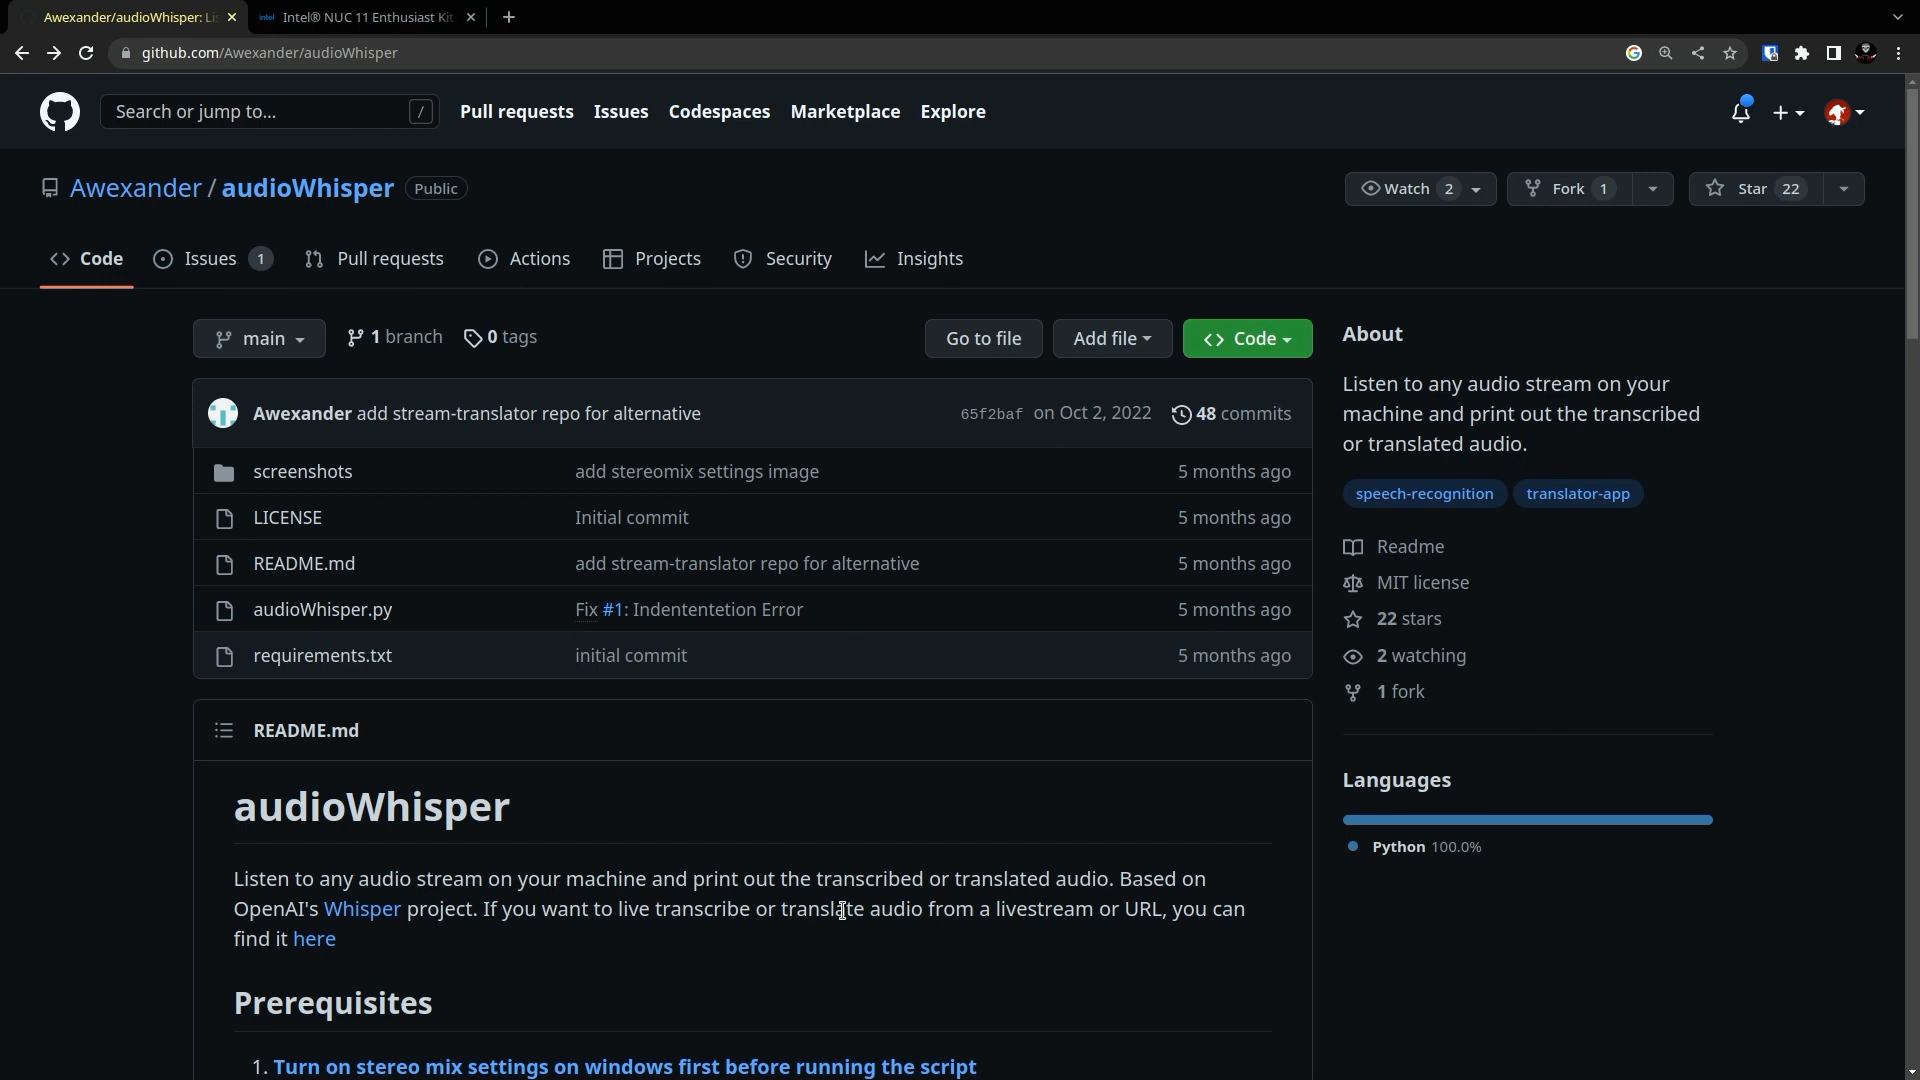 Awexander/audioWhisper: Li
Intel® NUC 11 Enthusiast Kit
github.com/Awexander/audioWhisper
Search or jump to...
/
Pull requests
Issues
Codespaces
Marketplace
Explore
Awexander / audioWhisper
Public
Watch 2
Fork 1
Star 22
Code
Issues 1
Pull requests
Actions
Projects
Security
Insights
main
1 branch
0 tags
Go to file
Add file
Code
Awexander add stream-translator repo for alternative
65f2baf on Oct 2, 2022
48 commits
screenshots
add stereomix settings image
5 months ago
LICENSE
Initial commit
5 months ago
README.md
add stream-translator repo for alternative
5 months ago
audioWhisper.py
Fix #1: Indententetion Error
5 months ago
requirements.txt
initial commit
5 months ago
README.md
audioWhisper
Listen to any audio stream on your machine and print out the transcribed or translated audio. Based on
OpenAI's Whisper project. If you want to live transcribe or translate audio from a livestream or URL, you can
find it here
Prerequisites
1. Turn on stereo mix settings on windows first before running the script
About
Listen to any audio stream on your
machine and print out the transcribed
or translated audio.
speech-recognition
translator-app
Readme
MIT license
22 stars
2 watching
1 fork
Languages
Python 100.0%